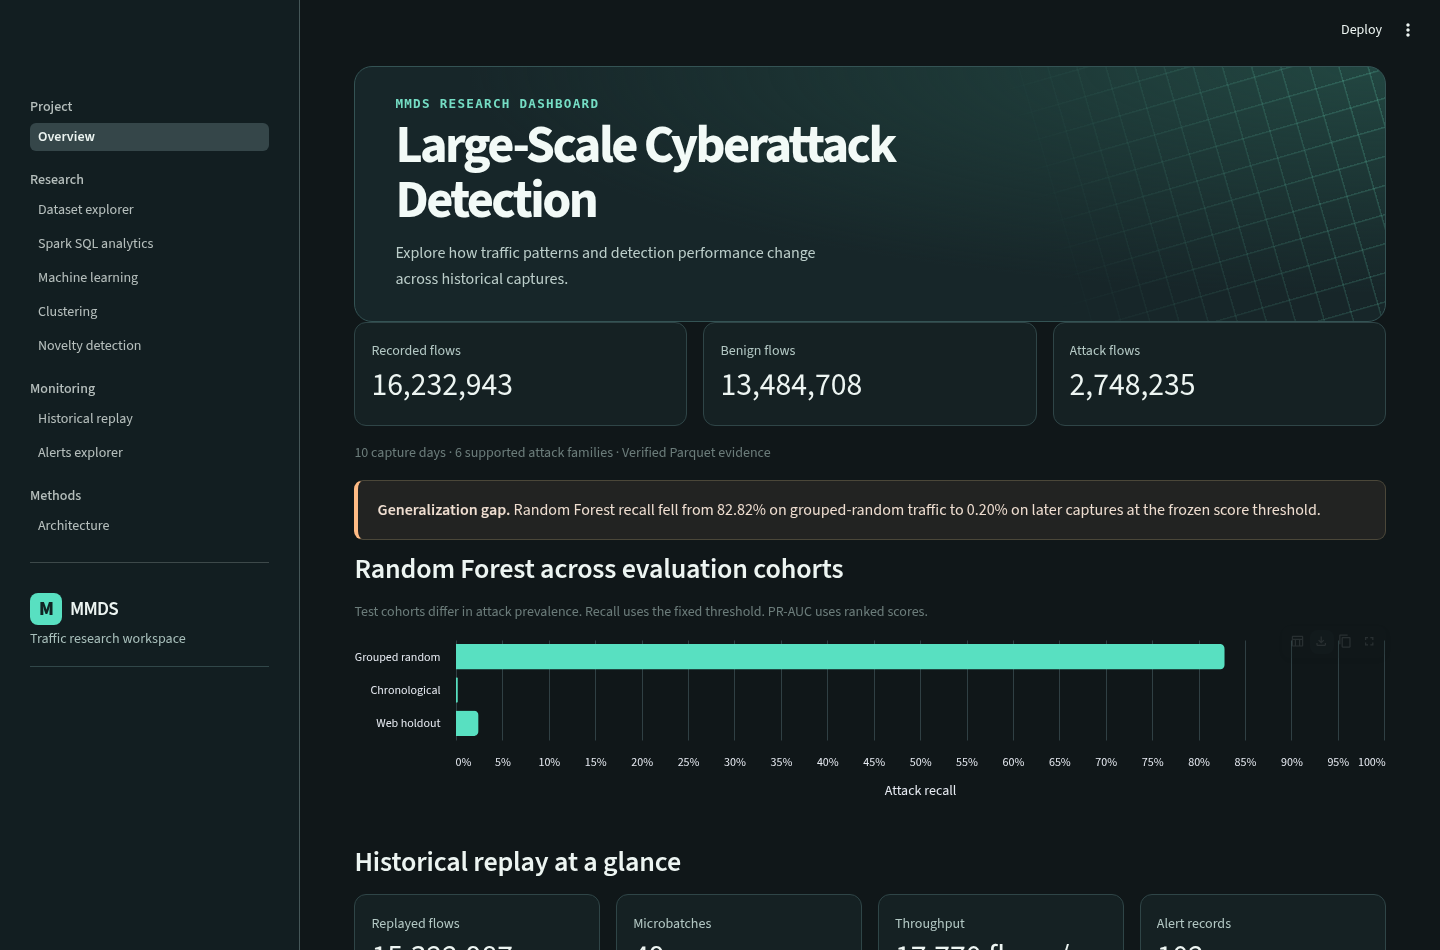 Deploy
Project
Overview
Research
Dataset explorer
Spark SQL analytics
Machine learning
Clustering
Novelty detection
Monitoring
Historical replay
Alerts explorer
Methods
Architecture
M MMDS
Traffic research workspace
MMDS RESEARCH DASHBOARD
Large-Scale Cyberattack
Detection
Explore how traffic patterns and detection performance change
across historical captures.
Recorded flows
16,232,943
Benign flows
13,484,708
Attack flows
2,748,235
10 capture days · 6 supported attack families · Verified Parquet evidence
Generalization gap. Random Forest recall fell from 82.82% on grouped-random traffic to 0.20% on later captures at the frozen score threshold.
Random Forest across evaluation cohorts
Test cohorts differ in attack prevalence. Recall uses the fixed threshold. PR-AUC uses ranked scores.
Grouped random
Chronological
Web holdout
0% 5% 10% 15% 20% 25% 30% 35% 40% 45% 50% 55% 60% 65% 70% 75% 80% 85% 90% 95% 100%
Attack recall
Historical replay at a glance
Replayed flows
Microbatches
Throughput
Alert records